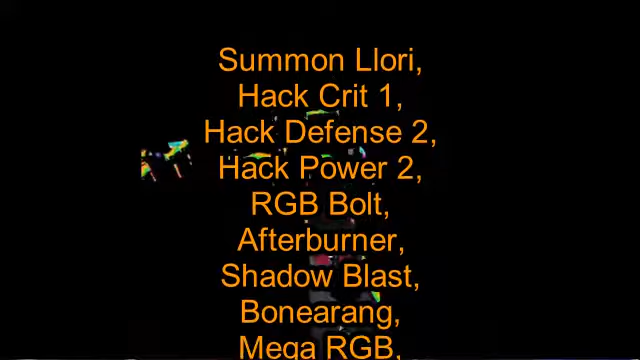 Summon Llori,
Hack Crit 1,
Hack Defense 2,
Hack Power 2,
RGB Bolt,
Afterburner,
Shadow Blast,
Bonearang,
Mega RGB,